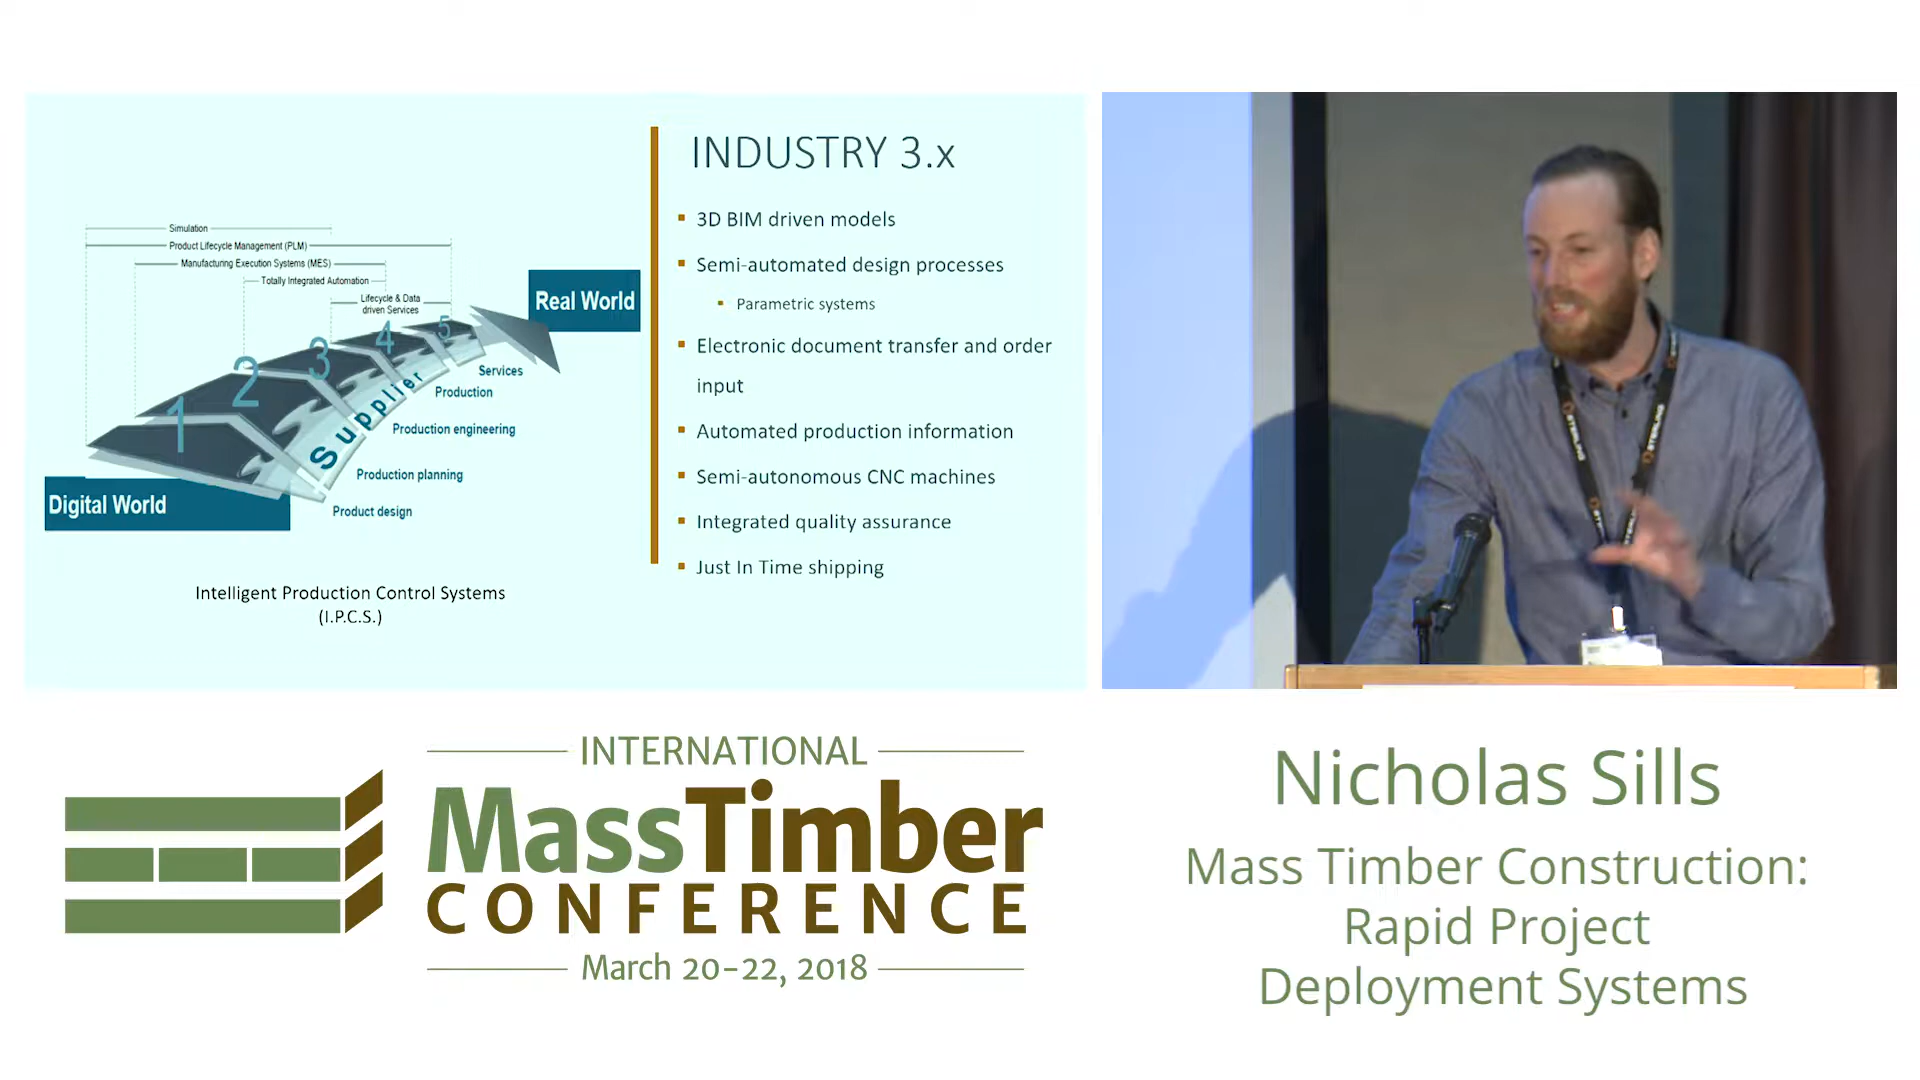 INDUSTRY 3.x
3D BIM driven models
Semi-automated design processes
Parametric systems
Electronic document transfer and order
input
Automated production information
Semi-autonomous CNC machines
Integrated quality assurance
Just In Time shipping
Simulation
Product Lifecycle Management (PLM)
Manufacturing Execution Systems (MES)
Totally Integrated Automation
Lifecycle & Data
driven Services
Real World
1
2
3
4
5
Supplier
Services
Production
Production engineering
Production planning
Product design
Digital World
Intelligent Production Control Systems
(I.P.C.S.)
STERLING
STERLING
INTERNATIONAL
MassTimber
CONFERENCE
March 20-22, 2018
Nicholas Sills
Mass Timber Construction:
Rapid Project
Deployment Systems